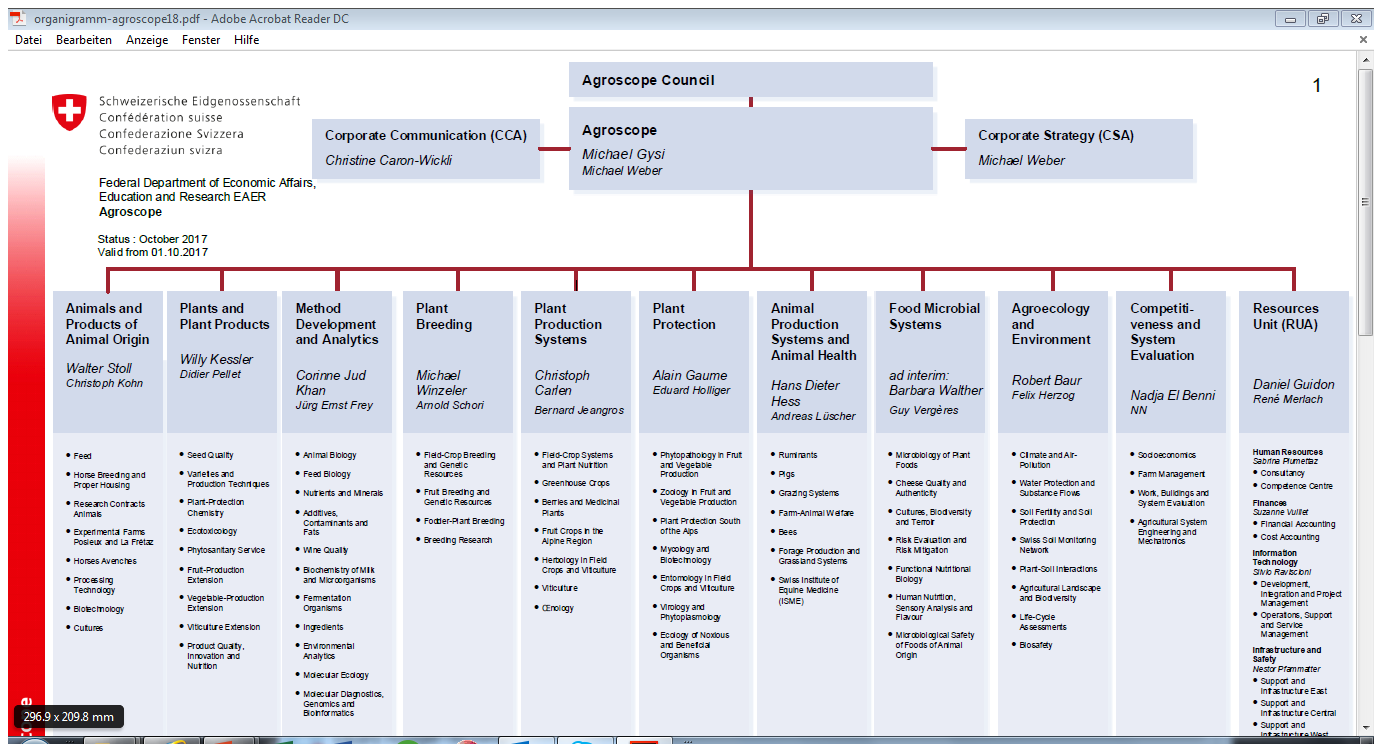 organigramm-agroscope18.pdf - Adobe Acrobat Reader DC
Datei Bearbeiten Anzeige Fenster Hilfe
1
Schweizerische Eidgenossenschaft
Confédération suisse
Confederazione Svizzera
Confederaziun svizra
Federal Department of Economic Affairs,
Education and Research EAER
Agroscope
Status : October 2017
Valid from 01.10.2017
Agroscope Council
Corporate Communication (CCA)
Christine Caron-Wickli
Agroscope
Michael Gysi
Michael Weber
Corporate Strategy (CSA)
Michael Weber
Animals and
Products of
Animal Origin
Walter Stoll
Christoph Kohn
• Feed
• Horse Breeding and
Proper Housing
• Research Contracts
Animals
• Experimental Farms
Posieux and La Frêtaz
• Horses Avenches
• Processing
Technology
• Biotechnology
• Cultures
Plants and
Plant Products
Willy Kessler
Didier Pellet
• Seed Quality
• Varieties and
Production Techniques
• Plant-Protection
Chemistry
• Ecotoxicology
• Phytosanitary Service
• Fruit-Production
Extension
• Vegetable-Production
Extension
• Viticulture Extension
• Product Quality,
Innovation and
Nutrition
Method
Development
and Analytics
Corinne Jud
Khan
Jürg Ernst Frey
• Animal Biology
• Feed Biology
• Nutrients and Minerals
• Additives,
Contaminants and
Fats
• Wine Quality
• Biochemistry of Milk
and Microorganisms
• Fermentation
Organisms
• Ingredients
• Environmental
Analytics
• Molecular Ecology
• Molecular Diagnostics,
Genomics and
Bioinformatics
Plant
Breeding
Michael
Winzeler
Arnold Schori
• Field-Crop Breeding
and Genetic
Resources
• Fruit Breeding and
Genetic Resources
• Fodder-Plant Breeding
• Breeding Research
Plant
Production
Systems
Christoph
Carlen
Bernard Jeangros
• Field-Crop Systems
and Plant Nutrition
• Greenhouse Crops
• Berries and Medicinal
Plants
• Fruit Crops in the
Alpine Region
• Herbology in Field
Crops and Viticulture
• Viticulture
• Œnology
Plant
Protection
Alain Gaume
Eduard Holliger
• Phytopathology in Fruit
and Vegetable
Production
• Zoology in Fruit and
Vegetable Production
• Plant Protection South
of the Alps
• Mycology and
Biotechnology
• Entomology in Field
Crops and Viticulture
• Virology and
Phytoplasmology
• Ecology of Noxious
and Beneficial
Organisms
Animal
Production
Systems and
Animal Health
Hans Dieter
Hess
Andreas Lüscher
• Ruminants
• Pigs
• Grazing Systems
• Farm-Animal Welfare
• Bees
• Forage Production and
Grassland Systems
• Swiss Institute of
Equine Medicine
(ISME)
Food Microbial
Systems
ad interim:
Barbara Walther
Guy Vergères
• Microbiology of Plant
Foods
• Cheese Quality and
Authenticity
• Cultures, Biodiversity
and Terroir
• Risk Evaluation and
Risk Mitigation
• Functional Nutritional
Biology
• Human Nutrition,
Sensory Analysis and
Flavour
• Microbiological Safety
of Foods of Animal
Origin
Agroecology
and
Environment
Robert Baur
Felix Herzog
• Climate and Air-
Pollution
• Water Protection and
Substance Flows
• Soil Fertility and Soil
Protection
• Swiss Soil Monitoring
Network
• Plant-Soil Interactions
• Agricultural Landscape
and Biodiversity
• Life-Cycle
Assessments
• Biosafety
Competiti-
veness and
System
Evaluation
Nadja El Benni
NN
• Socioeconomics
• Farm Management
• Work, Buildings and
System Evaluation
• Agricultural System
Engineering and
Mechatronics
Resources
Unit (RUA)
Daniel Guidon
René Merlach
Human Resources
Sabrina Plumettaz
• Consultancy
• Competence Centre
Finances
Suzanne Vuillet
• Financial Accounting
• Cost Accounting
Information
Technology
Silvio Raviscioni
• Development,
Integration and Project
Management
• Operations, Support
and Service
Management
Infrastructure and
Safety
Nestor Pfammatter
• Support and
Infrastructure East
• Support and
Infrastructure Central
• Support and
Infrastructure West
296.9 x 209.8 mm